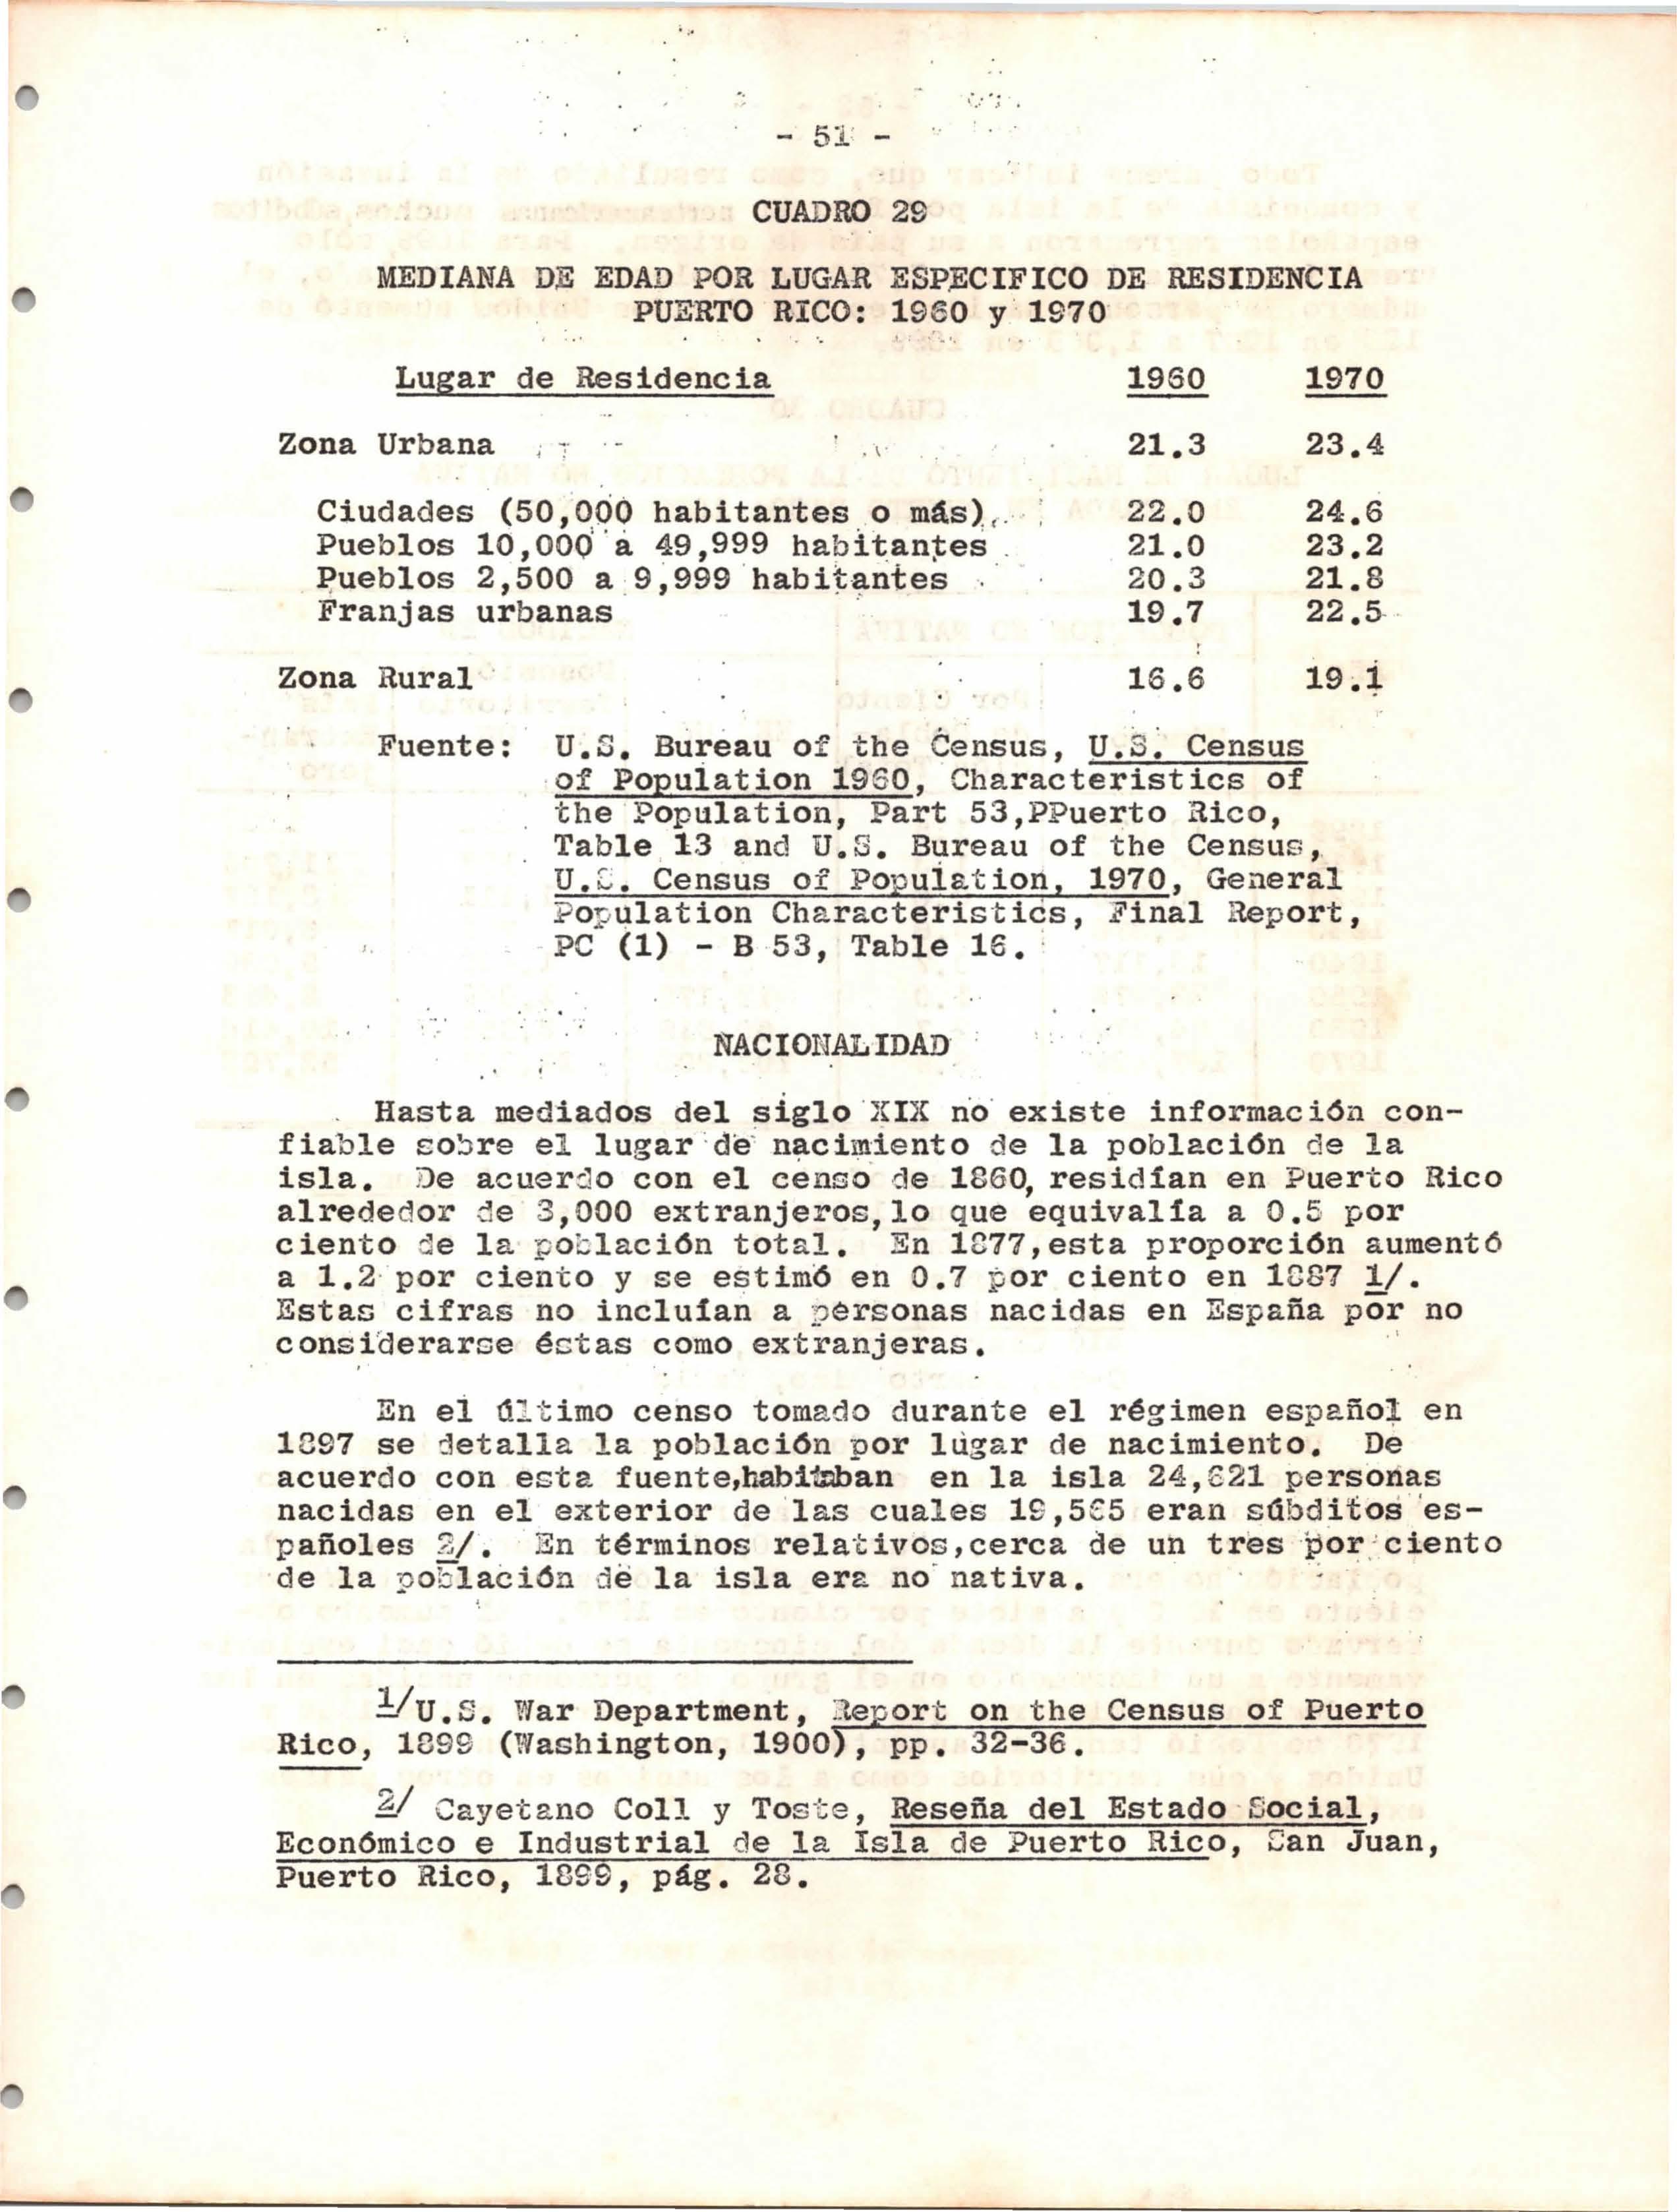 - 51 -
CUADRO 29
MEDIANA DE EDAD POR LUGAR ESPECIFICO DE RESIDENCIA
PUERTO RICO: 1960 y 1970
Lugar de Residencia 1960 1970
Zona Urbana 21.3 23.4
Ciudades (50,000 habitantes o más) 22.0 24.6
Pueblos 10,000 a 49,999 habitantes 21.0 23.2
Pueblos 2,500 a 9,999 habitantes 20.3 21.8
Franjas urbanas 19.7 22.5
Zona Rural 16.6 19.1
Fuente: U.S. Bureau of the Census, U.S. Census
of Population 1960, Characteristics of
the Population, Part 53,PPuerto Rico,
Table 13 and U.S. Bureau of the Census,
U.S. Census of Population, 1970, General
Population Characteristics, Final Report,
PC (1) - B 53, Table 16.
NACIONALIDAD
Hasta mediados del siglo XIX no existe información con-
fiable sobre el lugar de nacimiento de la población de la
isla. De acuerdo con el censo de 1860, residían en Puerto Rico
alrededor de 3,000 extranjeros,lo que equivalía a 0.5 por
ciento de la población total. En 1877,esta proporción aumentó
a 1.2 por ciento y se estimó en 0.7 por ciento en 1887 1/.
Estas cifras no incluían a personas nacidas en España por no
considerarse éstas como extranjeras.
En el último censo tomado durante el régimen español en
1897 se detalla la población por lugar de nacimiento. De
acuerdo con esta fuente,habitaban en la isla 24,621 personas
nacidas en el exterior de las cuales súbditos es-
pañoles 2/. En términos relativos,cerca de un tres por ciento
de la población de la isla era no nativa.
1/U.S. War Department, Report on the Census of Puerto
Rico, 1899 (Washington, 1900), pp. 32-36.
2/ Cayetano Coll y Toste, Reseña del Estado Social,
Económico e Industrial de la Isla de Puerto Rico, San Juan,
Puerto Rico, 1899, pág. 28.